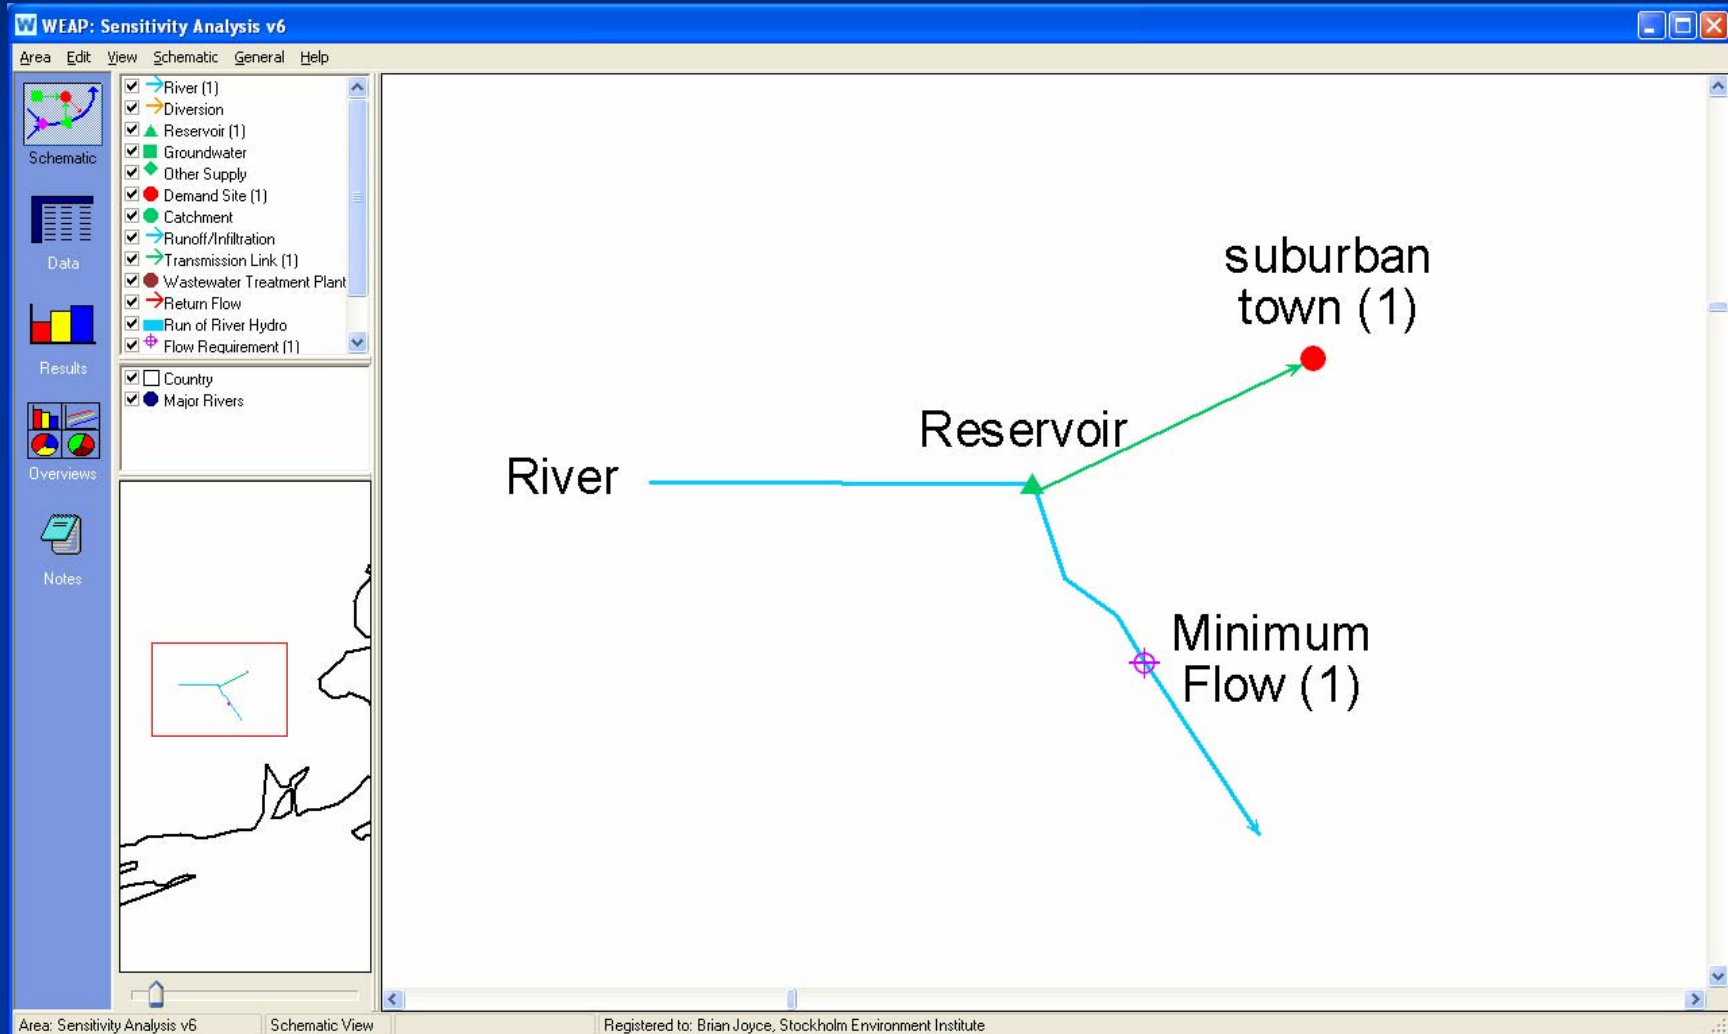 WEAP: Sensitivity Analysis v6
Area Edit View Schematic General Help
Schematic
Data
Results
Overviews
Notes
River (1)
Diversion
Reservoir (1)
Groundwater
Other Supply
Demand Site (1)
Catchment
Runoff/Infiltration
Transmission Link (1)
Wastewater Treatment Plant
Return Flow
Run of River Hydro
Flow Requirement (1)
Country
Major Rivers
suburban
town (1)
Reservoir
River
Minimum
Flow (1)
Area: Sensitivity Analysis v6 Schematic View Registered to: Brian Joyce, Stockholm Environment Institute